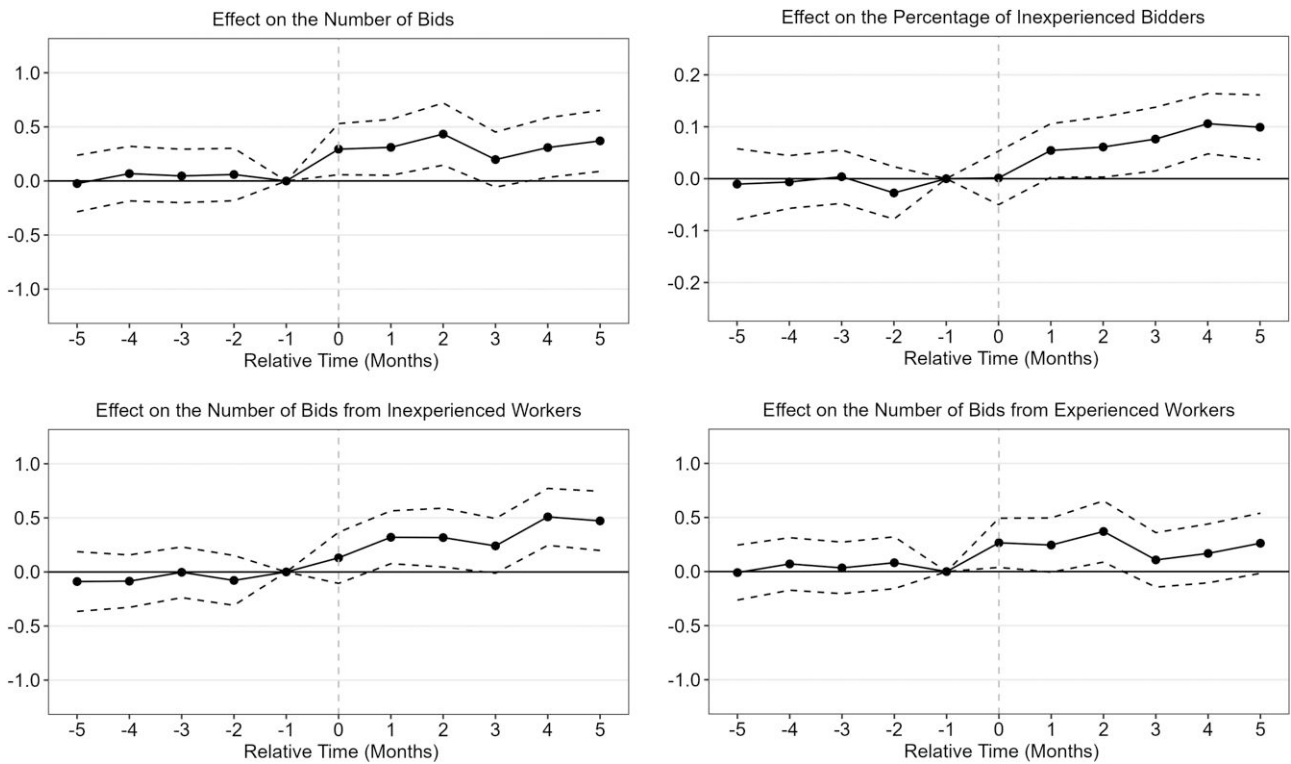 Effect on the Number of Bids
1.0
0.5
0.0
-0.5
-1.0
-5 -4 -3 -2 -1 0 1 2 3 4 5
Relative Time (Months)
Effect on the Percentage of Inexperienced Bidders
0.2
0.1
0.0
-0.1
-0.2
-5 -4 -3 -2 -1 0 1 2 3 4 5
Relative Time (Months)
Effect on the Number of Bids from Inexperienced Workers
1.0
0.5
0.0
-0.5
-1.0
-5 -4 -3 -2 -1 0 1 2 3 4 5
Relative Time (Months)
Effect on the Number of Bids from Experienced Workers
1.0
0.5
0.0
-0.5
-1.0
-5 -4 -3 -2 -1 0 1 2 3 4 5
Relative Time (Months)